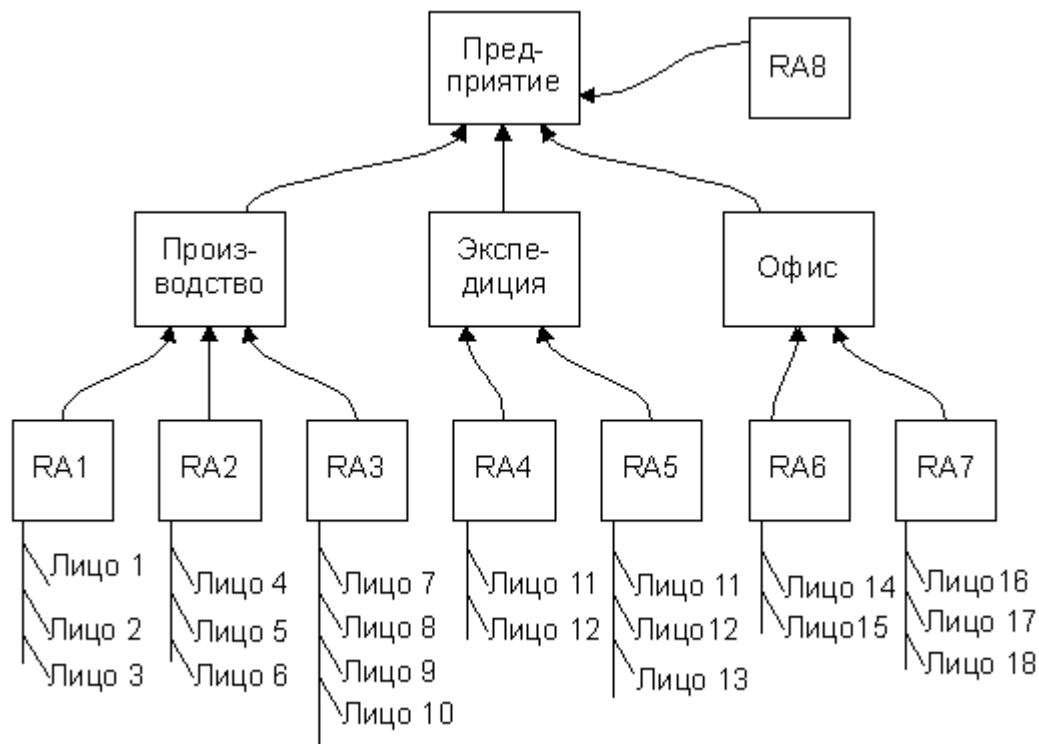 Пред-
приятие
RA8
Произ-
водство
Экспе-
диция
Офис
RA1
RA2
RA3
RA4
RA5
RA6
RA7
Лицо 1
Лицо 2
Лицо 3
Лицо 4
Лицо 5
Лицо 6
Лицо 7
Лицо 8
Лицо 9
Лицо 10
Лицо 11
Лицо 12
Лицо 11
Лицо12
Лицо 13
Лицо 14
Лицо15
Лицо16
Лицо 17
Лицо 18